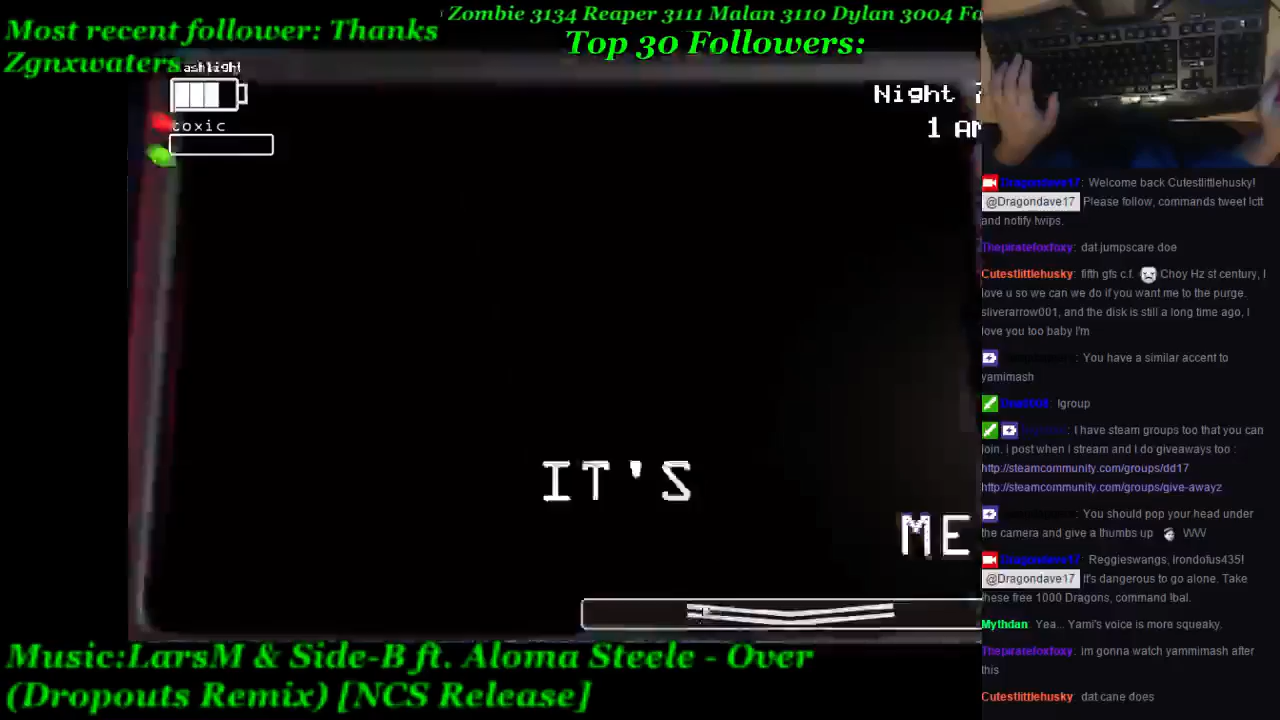 Most recent follower: Thanks
Zgnxwaters
Zombie 3134 Reaper 3111 Malan 3110 Dylan 3004
Top 30 Followers:
ashlight
toxic
Night
1 AM
IT'S
ME
Music:LarsM & Side-B ft. Aloma Steele - Over
(Dropouts Remix) [NCS Release]
Dragondave17: Welcome back Cutestlittlehusky!
@Dragondave17 Please follow, commands tweet !ctt
and notify !wips.
Thepiratefoxfoxy: dat jumpscare doe
Cutestlittlehusky: fifth gfs c.f. Choy Hz st century, I
love u so we can we do if you want me to the purge.
sliverarrow001, and the disk is still a long time ago, I
love you too baby I'm
: You have a similar accent to
yamimash
: !group
: I have steam groups too that you can
join. I post when I stream and I do giveaways too :
http://steamcommunity.com/groups/dd17
http://steamcommunity.com/groups/give-awayz
: You should pop your head under
the camera and give a thumbs up
Dragondave17: Reggieswangs, irondofus435!
@Dragondave17 It's dangerous to go alone. Take
these free 1000 Dragons, command !bal.
Mythdan: Yea... Yami's voice is more squeaky.
Thepiratefoxfoxy: im gonna watch yammimash after
this
Cutestlittlehusky: dat cane does